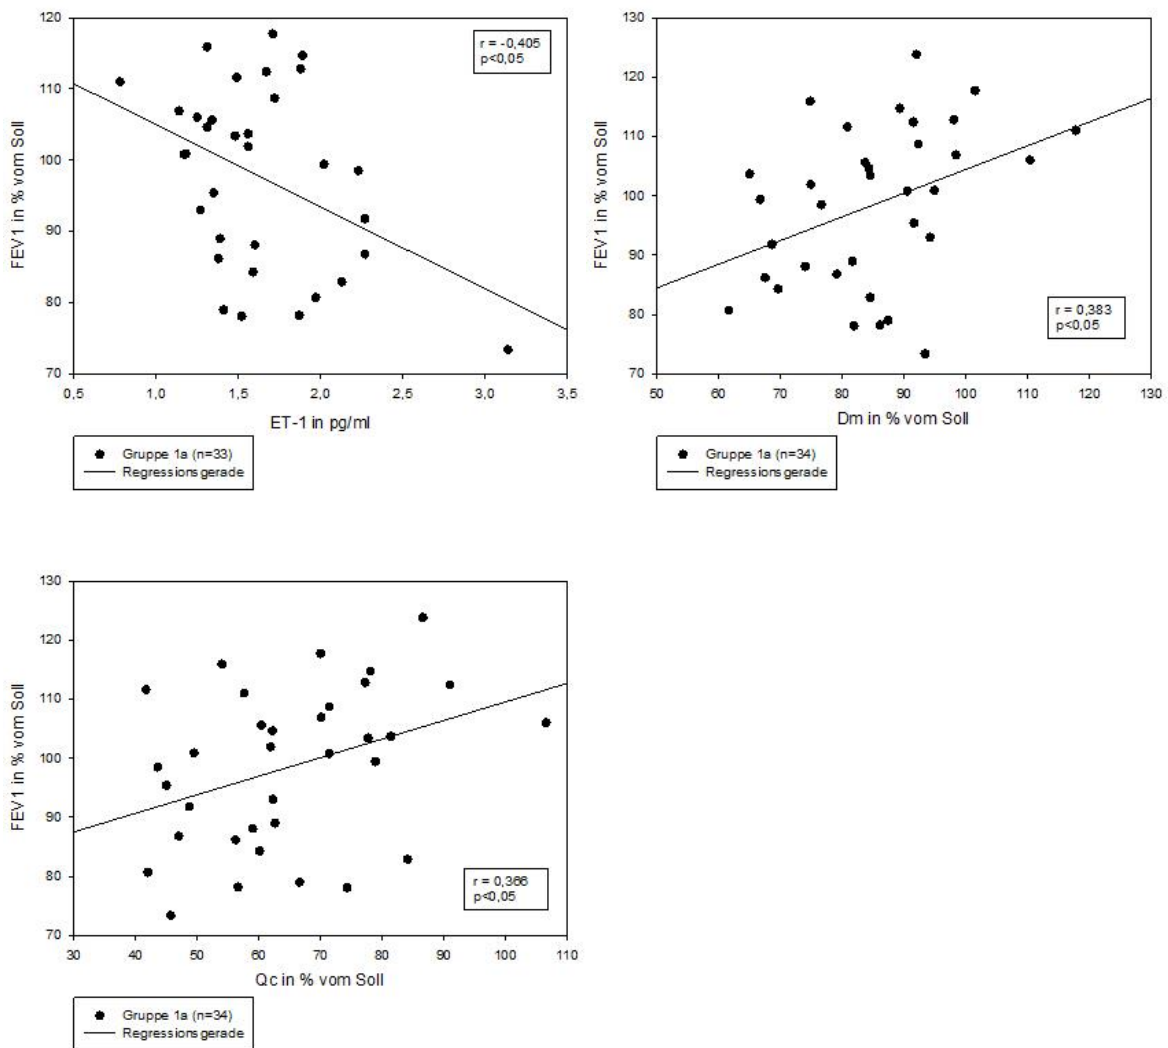 120
110
100
90
80
70
FEV1 in % vom Soll
r = -0,405
p<0,05
0,5 1,0 1,5 2,0 2,5 3,0 3,5
ET-1 in pg/ml
Gruppe 1a (n=33)
Regressionsgerade
130
120
110
100
90
80
70
FEV1 in % vom Soll
r = 0,383
p<0,05
50 60 70 80 90 100 110 120 130
Dm in % vom Soll
Gruppe 1a (n=34)
Regressionsgerade
130
120
110
100
90
80
70
FEV1 in % vom Soll
r = 0,366
p<0,05
30 40 50 60 70 80 90 100 110
Qc in % vom Soll
Gruppe 1a (n=34)
Regressionsgerade